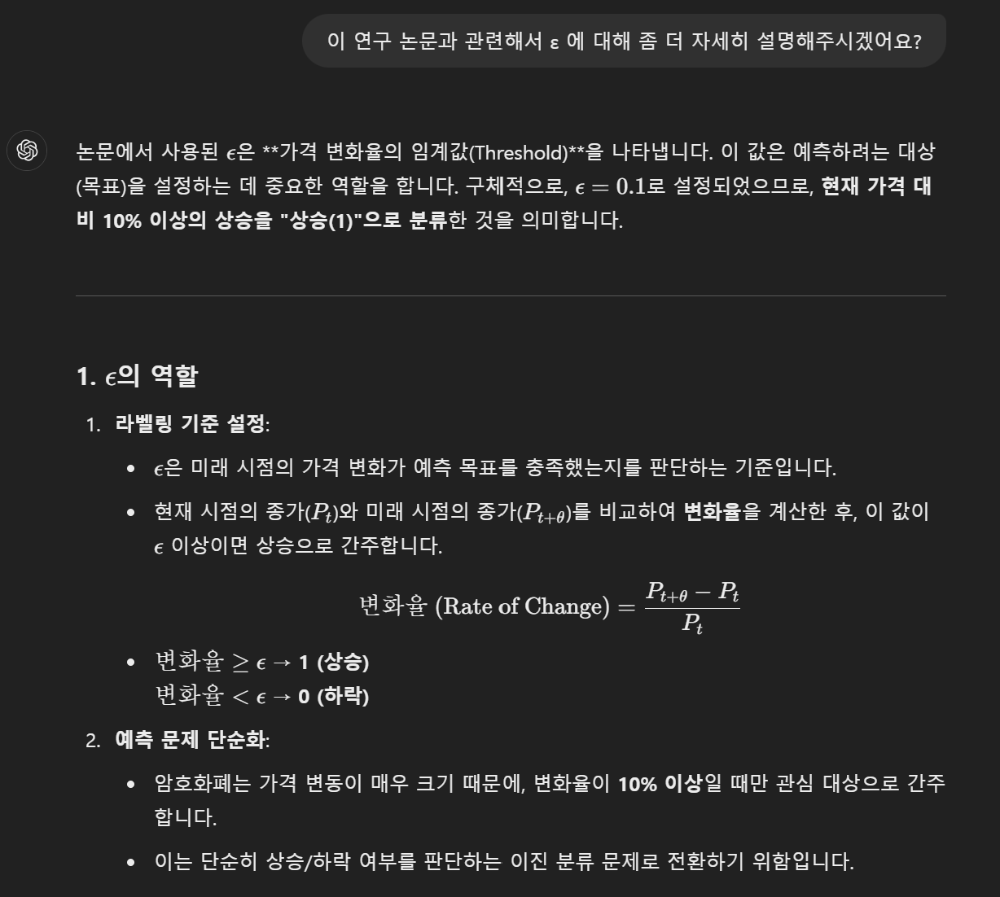 이 연구 논문과 관련해서 ε 에 대해 좀 더 자세히 설명해주시겠어요?
논문에서 사용된 ϵ은 **가격 변화율의 임계값(Threshold)**을 나타냅니다. 이 값은 예측하려는 대상
(목표)을 설정하는 데 중요한 역할을 합니다. 구체적으로, ϵ = 0.1로 설정되었으므로, 현재 가격 대
비 10% 이상의 상승을 "상승(1)"으로 분류한 것을 의미합니다.
1. ϵ의 역할
1. 라벨링 기준 설정:
• ϵ은 미래 시점의 가격 변화가 예측 목표를 충족했는지를 판단하는 기준입니다.
• 현재 시점의 종가(P_t)와 미래 시점의 종가(P_{t+θ})를 비교하여 변화율을 계산한 후, 이 값이
ϵ 이상이면 상승으로 간주합니다.
변화율 (Rate of Change) = \frac{P_{t+θ} − P_t}{P_t}
• 변화율 ≥ ϵ → 1 (상승)
변화율 < ϵ → 0 (하락)
2. 예측 문제 단순화:
• 암호화폐는 가격 변동이 매우 크기 때문에, 변화율이 10% 이상일 때만 관심 대상으로 간주
합니다.
• 이는 단순히 상승/하락 여부를 판단하는 이진 분류 문제로 전환하기 위함입니다.